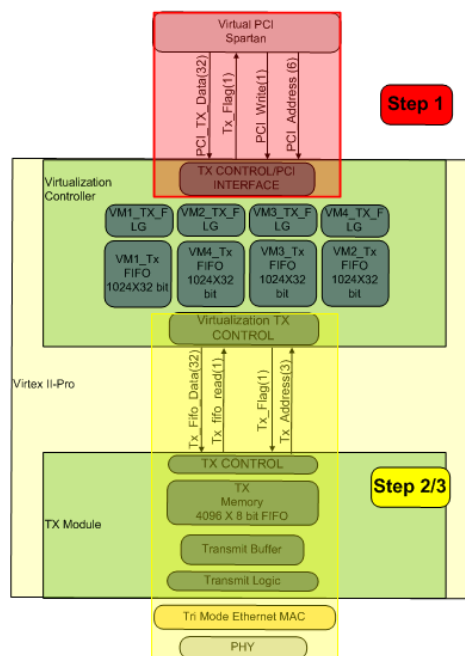 Virtual PCI
Spartan
PCI_TX_Data(32)
Tx_Flag(1)
PCI_Write(1)
PCI_Address (6)
Step 1
TX CONTROL/PCI
INTERFACE
Virtualization
Controller
VM1_TX_F
LG
VM2_TX_F
LG
VM3_TX_F
LG
VM4_TX_F
LG
VM1_Tx
FIFO
1024X32 bit
VM4_Tx
FIFO
1024X32
bit
VM3_Tx
FIFO
1024X32
bit
VM2_Tx
FIFO
1024X32
bit
Virtualization TX
CONTROL
Virtex II-Pro
Tx_Fifo_Data(32)
Tx_fifo_read(1)
Tx_Flag(1)
Tx_Address(3)
TX CONTROL
Step 2/3
TX
Memory
4096 X 8 bit FIFO
TX Module
Transmit Buffer
Transmit Logic
Tri Mode Ethernet MAC
PHY